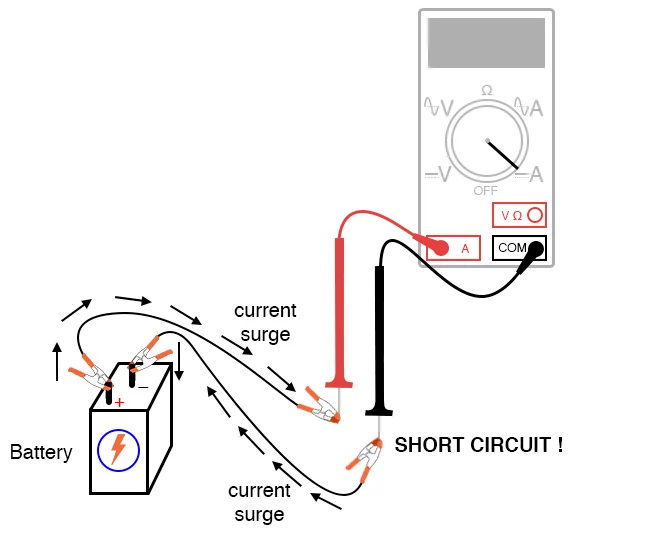 Ω
∿V
∿A
⎓V
⎓A
OFF
V Ω
A
COM
current
surge
+
−
SHORT CIRCUIT !
Battery
current
surge